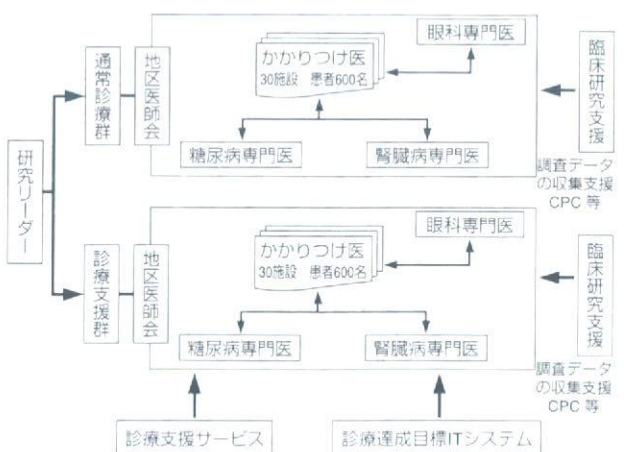 研究リーダー
通常診療群
地区医師会
かかりつけ医
30施設 患者600名
眼科専門医
糖尿病専門医
腎臓病専門医
臨床研究支援
調査データ
の収集支援
CPC 等
診療支援群
地区医師会
かかりつけ医
30施設 患者600名
眼科専門医
糖尿病専門医
腎臓病専門医
臨床研究支援
調査データ
の収集支援
CPC 等
診療支援サービス
診療達成目標ITシステム